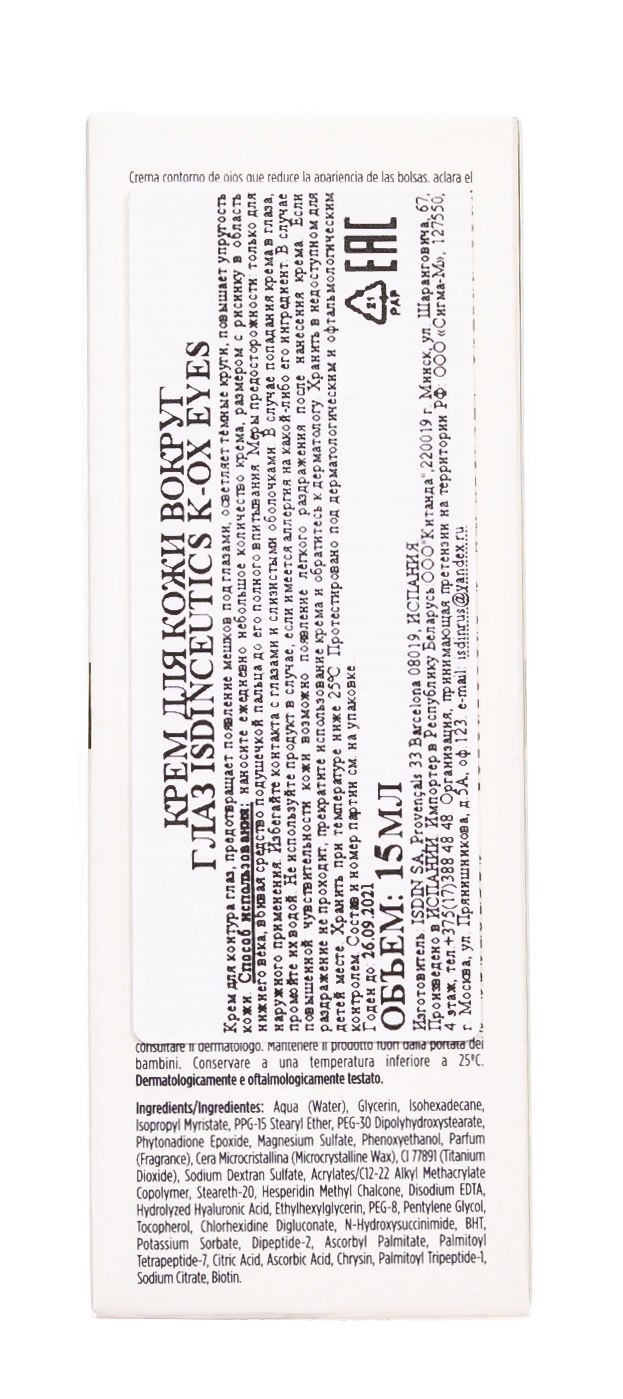 Crema contorno de ojos que reduce la apariencia de las bolsas, aclara el
КРЕМ ДЛЯ КОЖИ ВОКРУГ
ГЛАЗ ISDINCEUTICS K-OX EYES
Крем для контура глаз, предотвращает появление мешков под глазами, осветляет тёмные круги, повышает упругость
кожи. Способ использования: наносите ежедневно небольшое количество крема, размером с рисинку в область
нижнего века, вбивая средство подушечкой пальца до его полного впитывания. Меры предосторожности только для
наружного применения. Избегайте контакта с глазами и слизистыми оболочками. В случае попадания крема в глаза,
промойте их водой. Не используйте продукт в случае, если имеется аллергия на какой-либо его ингредиент. В случае
повышенной чувствительности кожи возможно появление лёгкого раздражения после нанесения крема. Если
раздражение не проходит, прекратите использование крема и обратитесь к дерматологу. Хранить в недоступном для
детей месте. Хранить при температуре ниже 25°С Протестировано под дерматологическим и офтальмологическим
контролем. Состав и номер партии см. на упаковке
Годен до: 26.09.2021
ОБЪЕМ: 15 МЛ
21
PAP
EAC
Изготовитель: ISDIN SA, Provencals 33 Barcelona 08019, ИСПАНИЯ
Произведено в ИСПАНИИ. Импортер в Республику Беларусь ООО"Китанда",220019 г. Минск, ул. Шаранговича, 67,
4 этаж, тел.+375(17)388 48 48 Организация, принимающая претензии на территории РФ: ООО «Сигма-М», 127550,
г. Москва, ул. Прянишникова, д.5А, оф.123. e-mail: isdinrus@yandex.ru
consultare il dermatologo. Mantenere il prodotto fuori dalla portata dei
bambini. Conservare a una temperatura inferiore a 25°C.
Dermatologicamente e oftalmologicamente testato.
Ingredients/Ingredientes: Aqua (Water), Glycerin, Isohexadecane,
Isopropyl Myristate, PPG-15 Stearyl Ether, PEG-30 Dipolyhydroxystearate,
Phytonadione Epoxide, Magnesium Sulfate, Phenoxyethanol, Parfum
(Fragrance), Cera Microcristallina (Microcrystalline Wax), CI 77891 (Titanium
Dioxide), Sodium Dextran Sulfate, Acrylates/C12-22 Alkyl Methacrylate
Copolymer, Steareth-20, Hesperidin Methyl Chalcone, Disodium EDTA,
Hydrolyzed Hyaluronic Acid, Ethylhexylglycerin, PEG-8, Pentylene Glycol,
Tocopherol, Chlorhexidine Digluconate, N-Hydroxysuccinimide, BHT,
Potassium Sorbate, Dipeptide-2, Ascorbyl Palmitate, Palmitoyl
Tetrapeptide-7, Citric Acid, Ascorbic Acid, Chrysin, Palmitoyl Tripeptide-1,
Sodium Citrate, Biotin.